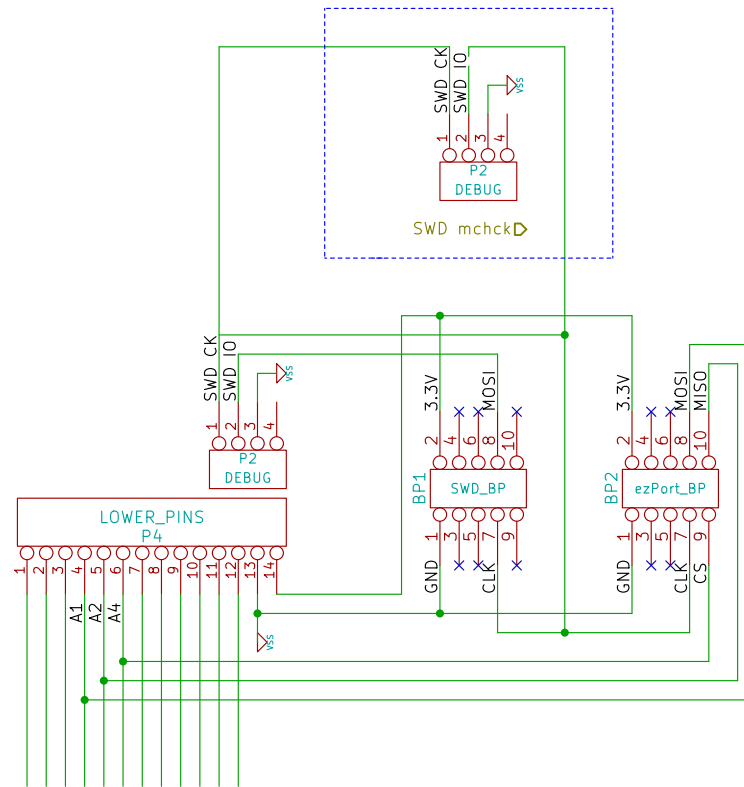 SWD CK
SWD IO
VSS
1
2
3
4
P2
DEBUG
SWD mchck
SWD CK
SWD IO
VSS
1
2
3
4
P2
DEBUG
3.3V
MOSI
2
4
6
8
10
BP1
SWD_BP
1
3
5
7
9
GND
CLK
3.3V
MOSI
MISO
2
4
6
8
10
BP2
ezPort_BP
1
3
5
7
9
GND
CLK
CS
LOWER_PINS
P4
1
2
3
4
5
6
7
8
9
10
11
12
13
14
A1
A2
A4
VSS